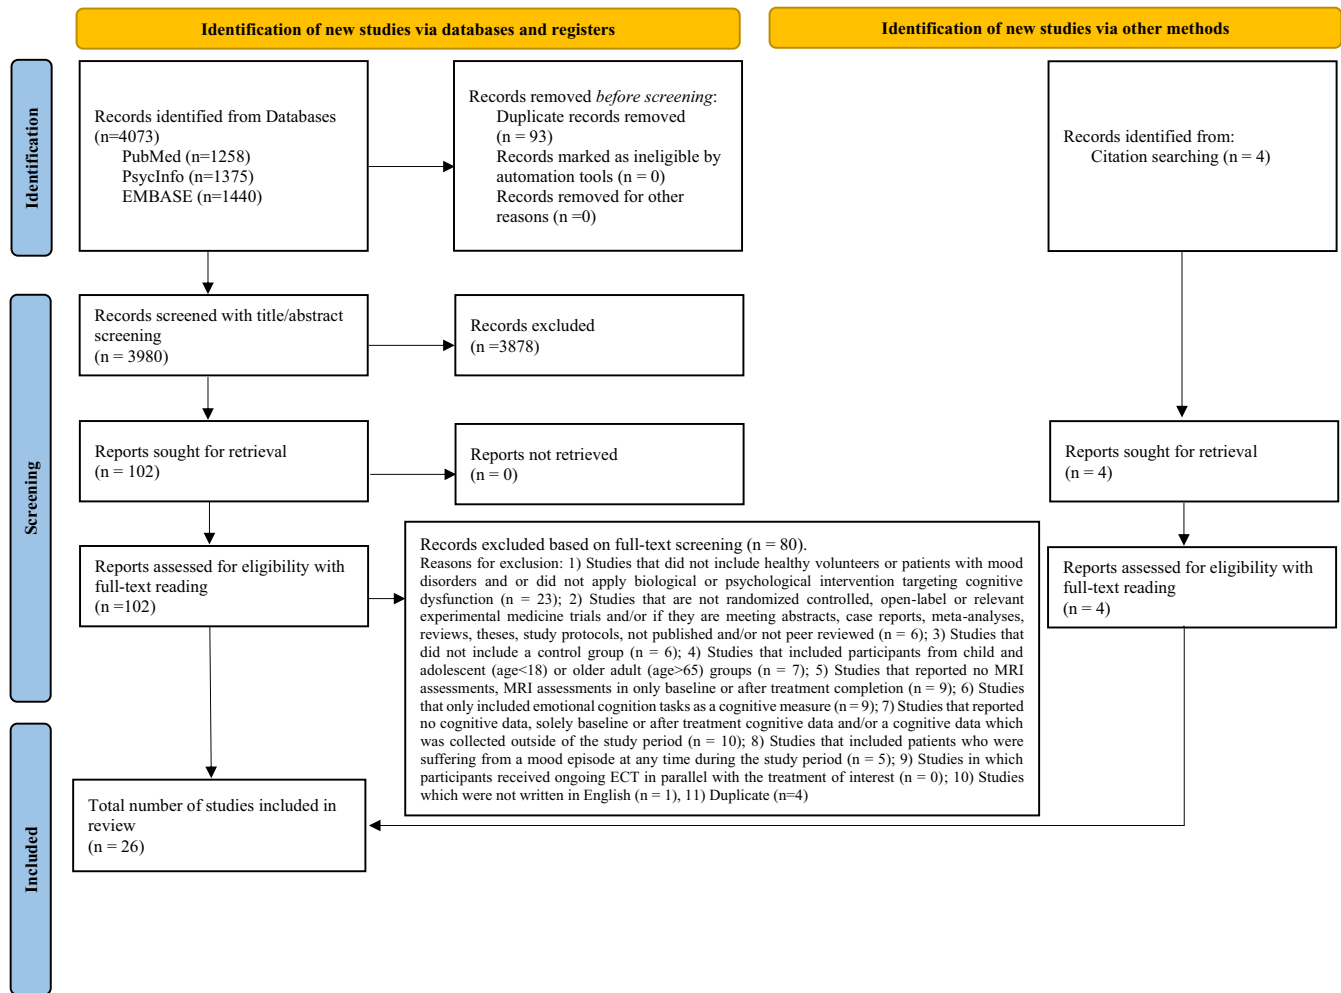 Identification of new studies via databases and registers
Identification of new studies via other methods
Identification
Records identified from Databases
(n=4073)
PubMed (n=1258)
PsycInfo (n=1375)
EMBASE (n=1440)
Records removed before screening:
Duplicate records removed
(n = 93)
Records marked as ineligible by
automation tools (n = 0)
Records removed for other
reasons (n =0)
Records identified from:
Citation searching (n = 4)
Screening
Records screened with title/abstract
screening
(n = 3980)
Records excluded
(n =3878)
Reports sought for retrieval
(n = 102)
Reports not retrieved
(n = 0)
Reports sought for retrieval
(n = 4)
Reports assessed for eligibility with
full-text reading
(n =102)
Records excluded based on full-text screening (n = 80).
Reasons for exclusion: 1) Studies that did not include healthy volunteers or patients with mood
disorders and or did not apply biological or psychological intervention targeting cognitive
dysfunction (n = 23); 2) Studies that are not randomized controlled, open-label or relevant
experimental medicine trials and/or if they are meeting abstracts, case reports, meta-analyses,
reviews, theses, study protocols, not published and/or not peer reviewed (n = 6); 3) Studies that
did not include a control group (n = 6); 4) Studies that included participants from child and
adolescent (age<18) or older adult (age>65) groups (n = 7); 5) Studies that reported no MRI
assessments, MRI assessments in only baseline or after treatment completion (n = 9); 6) Studies
that only included emotional cognition tasks as a cognitive measure (n = 9); 7) Studies that reported
no cognitive data, solely baseline or after treatment cognitive data and/or a cognitive data which
was collected outside of the study period (n = 10); 8) Studies that included patients who were
suffering from a mood episode at any time during the study period (n = 5); 9) Studies in which
participants received ongoing ECT in parallel with the treatment of interest (n = 0); 10) Studies
which were not written in English (n = 1), 11) Duplicate (n=4)
Reports assessed for eligibility with
full-text reading
(n = 4)
Included
Total number of studies included in
review
(n = 26)